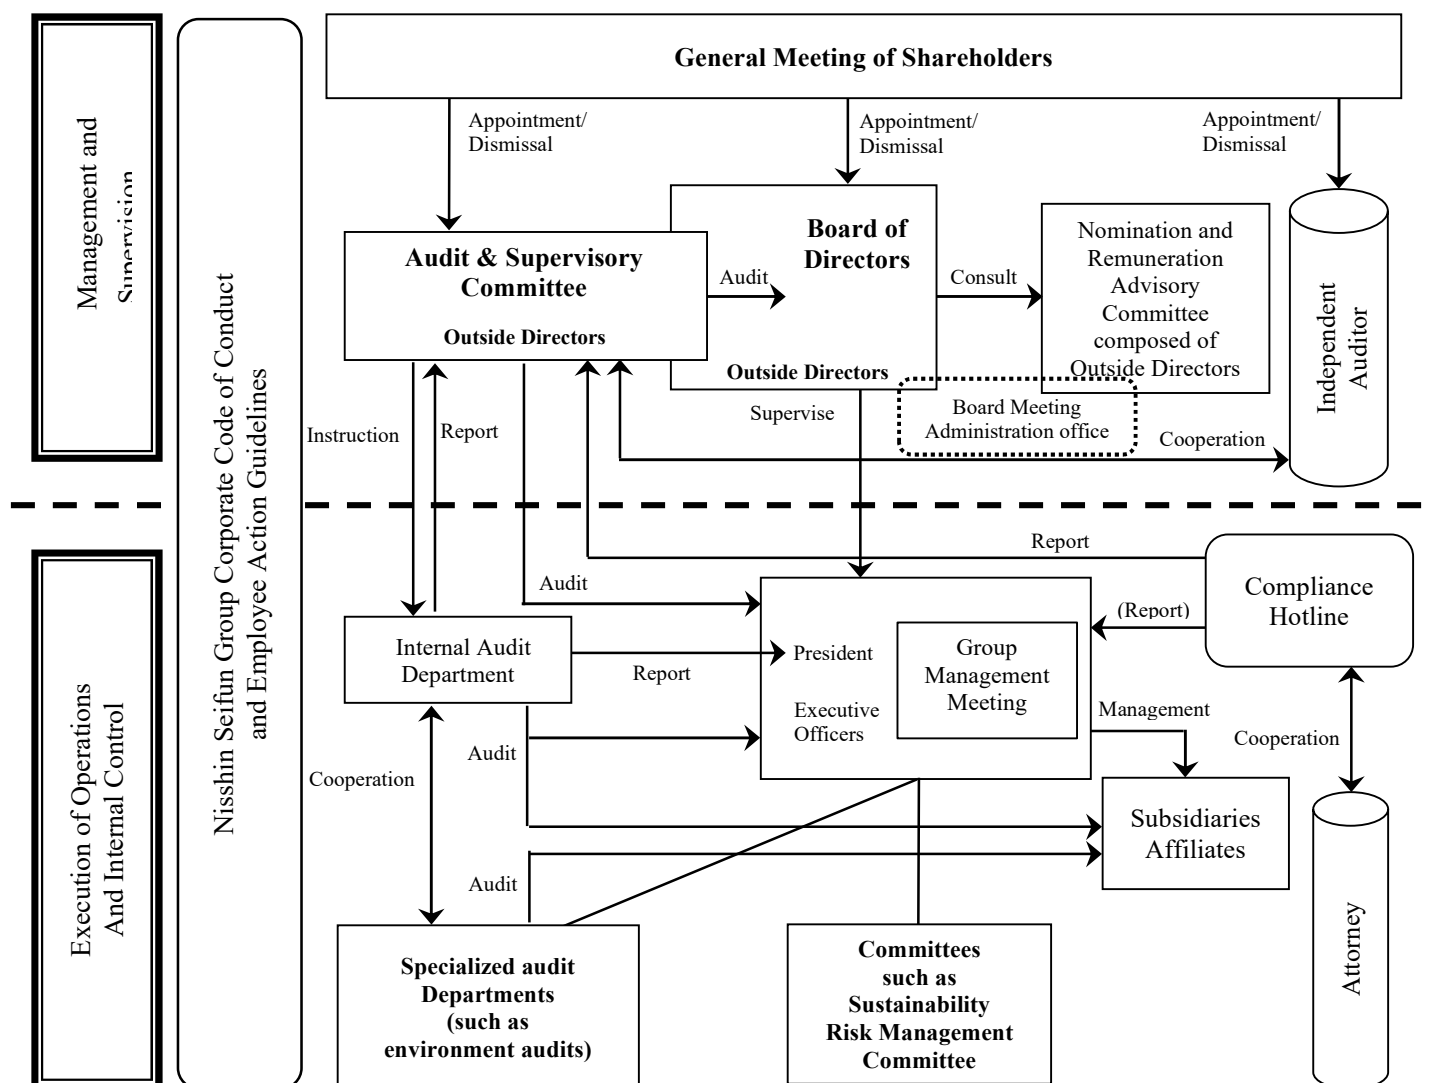 General Meeting of Shareholders
Appointment/
Dismissal
Appointment/
Dismissal
Appointment/
Dismissal
Management and
Supervision
Nisshin Seifun Group Corporate Code of Conduct
and Employee Action Guidelines
Audit & Supervisory
Committee
Outside Directors
Audit
Board of
Directors
Outside Directors
Consult
Nomination and
Remuneration
Advisory
Committee
composed of
Outside Directors
Independent
Auditor
Board Meeting
Administration office
Supervise
Instruction
Report
Cooperation
Execution of Operations
And Internal Control
Report
Audit
Compliance
Hotline
(Report)
Internal Audit
Department
Report
President
Executive
Officers
Group
Management
Meeting
Management
Audit
Cooperation
Cooperation
Subsidiaries
Affiliates
Audit
Attorney
Specialized audit
Departments
(such as
environment audits)
Committees
such as
Sustainability
Risk Management
Committee